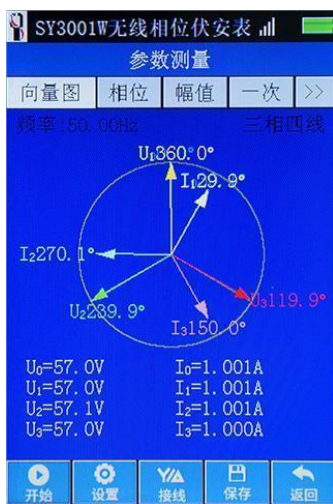 SY3001W无线相位伏安表
参数测量
向量图 相位 幅值 一次 >>
频率:50.00Hz 三相四线
U₁360.0°
I₁29.9°
I₂270.1°
U₂239.9°
U₃119.9°
I₃150.0°
U₀=57.0V I₀=1.001A
U₁=57.0V I₁=1.001A
U₂=57.1V I₂=1.001A
U₃=57.0V I₃=1.000A
开始 设置 接线 保存 返回